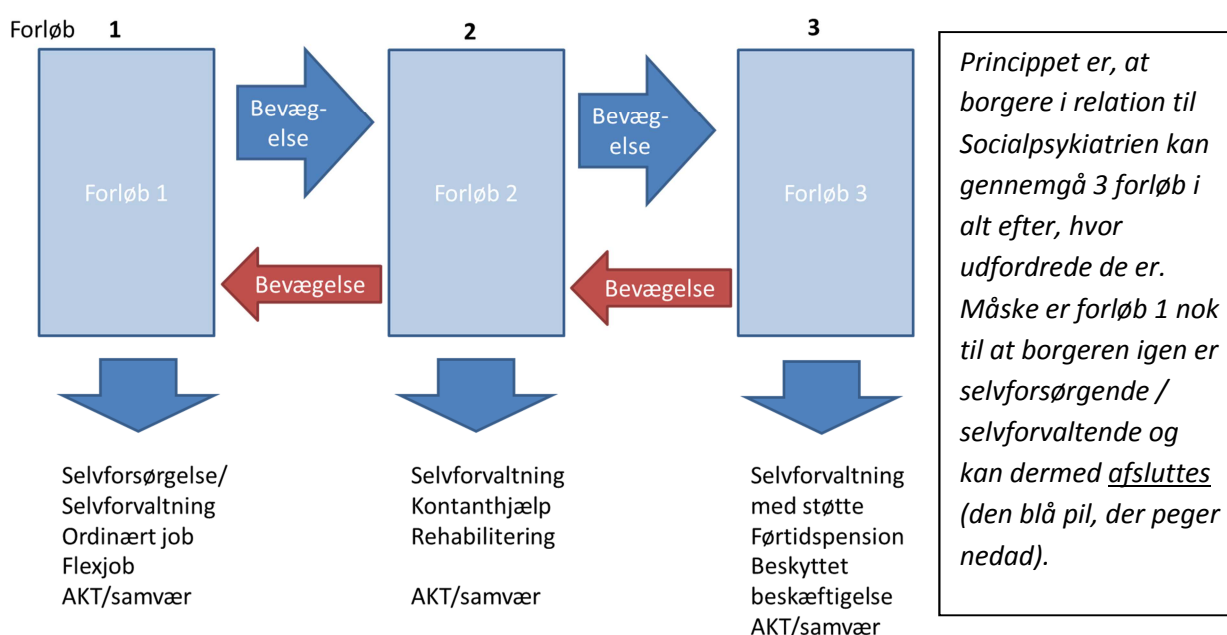 Forløb 1 2 3
Bevæg-
else
Bevæg-
else
Forløb 1
Forløb 2
Forløb 3
Bevægelse
Bevægelse
Selvforsørgelse/
Selvforvaltning
Ordinært job
Flexjob
AKT/samvær
Selvforvaltning
Kontanthjælp
Rehabilitering
AKT/samvær
Selvforvaltning
med støtte
Førtidspension
Beskyttet
beskæftigelse
AKT/samvær
Princippet er, at
borgere i relation til
Socialpsykiatrien kan
gennemgå 3 forløb i
alt efter, hvor
udfordrede de er.
Måske er forløb 1 nok
til at borgeren igen er
selvforsørgende /
selvforvaltende og
kan dermed afsluttes
(den blå pil, der peger
nedad).